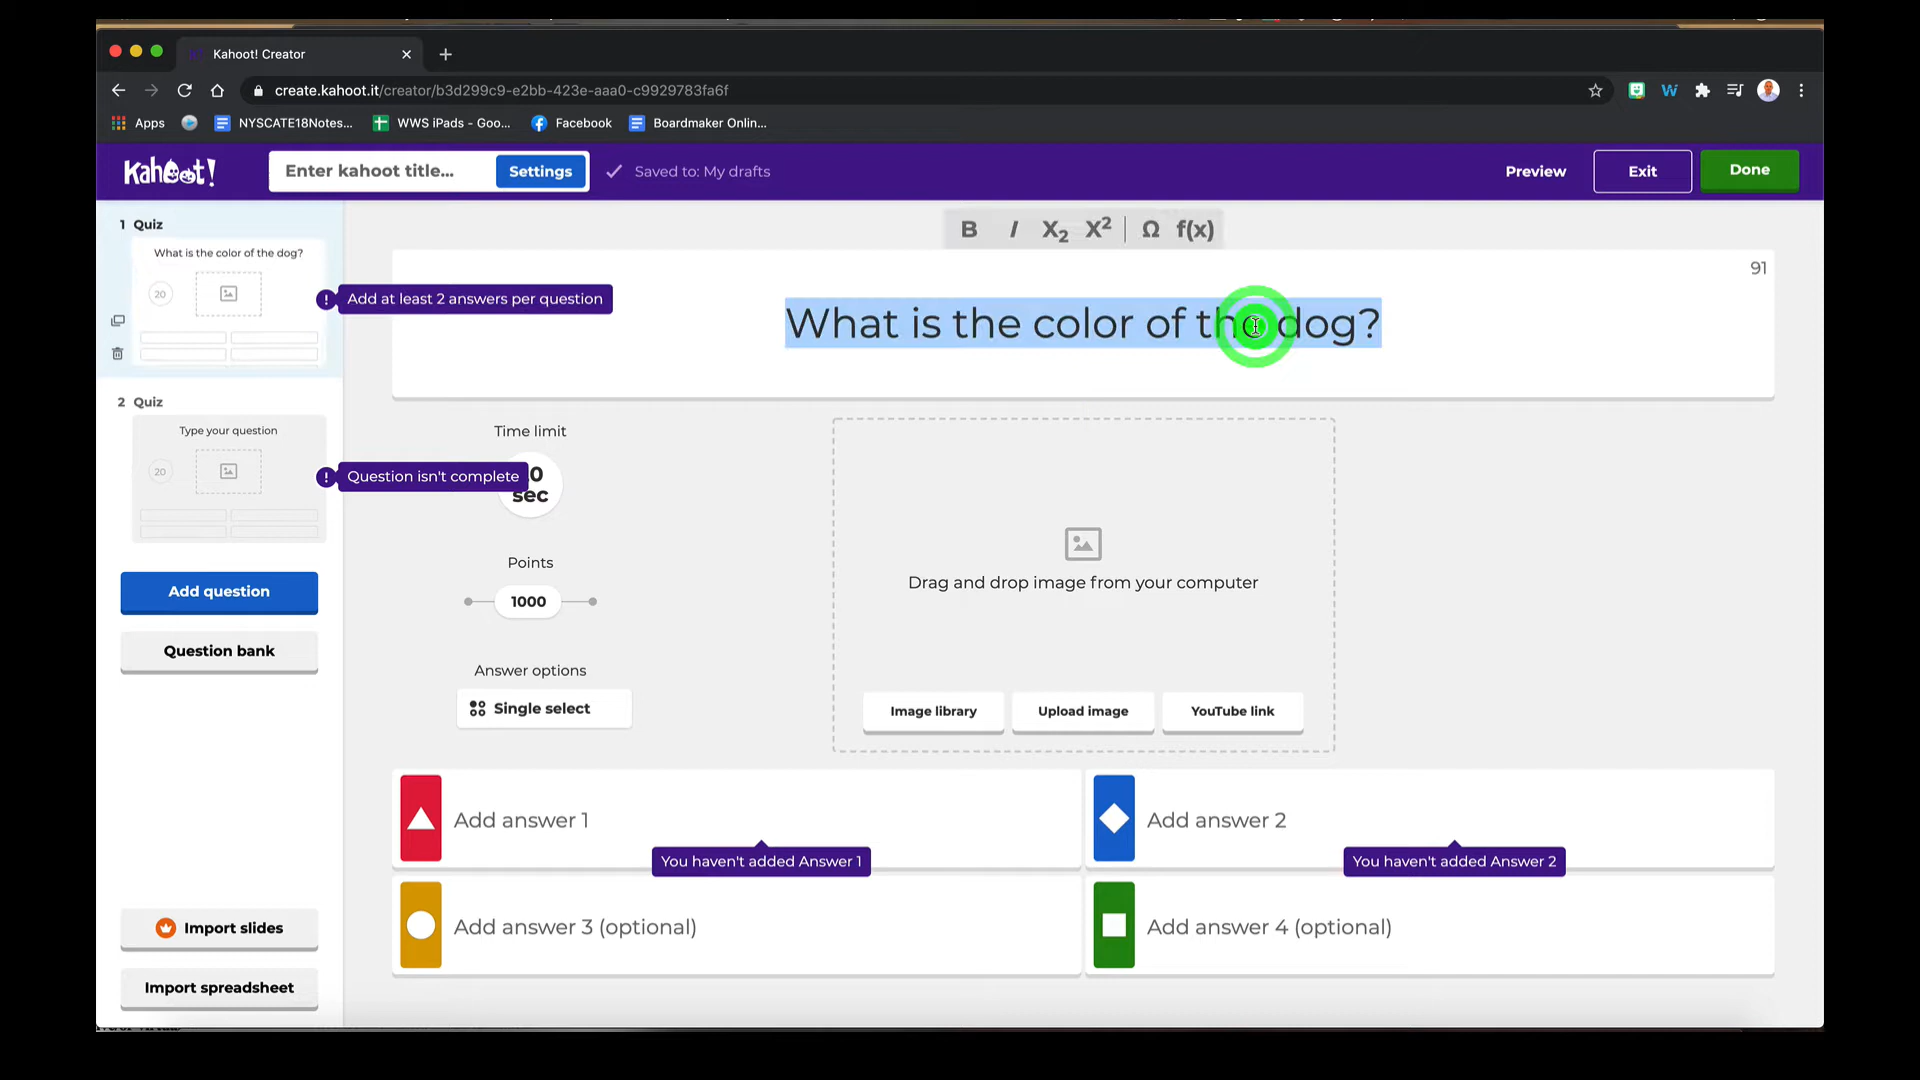 Kahoot! Creator
create.kahoot.it/creator/b3d299c9-e2bb-423e-aaa0-c9929783fa6f
Apps
NYSCATE18Notes...
WWS iPads - Goo...
Facebook
Boardmaker Onlin...
Kahoot!
Enter kahoot title...
Settings
Saved to: My drafts
Preview
Exit
Done
B I X2 X2 Ω f(x)
1 Quiz
What is the color of the dog?
20
Add at least 2 answers per question
91
What is the color of the dog?
2 Quiz
Type your question
20
Question isn't complete
Time limit
0
sec
Points
1000
Answer options
Single select
Drag and drop image from your computer
Image library
Upload image
YouTube link
Add question
Question bank
Import slides
Import spreadsheet
Add answer 1
You haven't added Answer 1
Add answer 2
You haven't added Answer 2
Add answer 3 (optional)
Add answer 4 (optional)